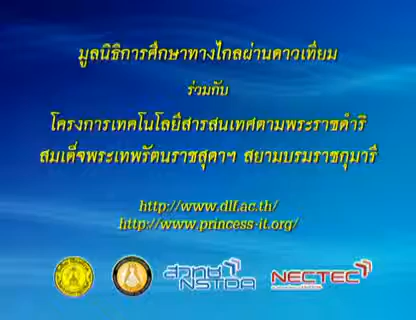 มูลนิธิการศึกษาทางไกลผ่านดาวเทียม
ร่วมกับ
โครงการเทคโนโลยีสารสนเทศตามพระราชดำริ
สมเด็จพระเทพรัตนราชสุดาฯ สยามบรมราชกุมารี
http://www.dlf.ac.th/
http://www.princess-it.org/
สวทช
NSTDA
NECTEC